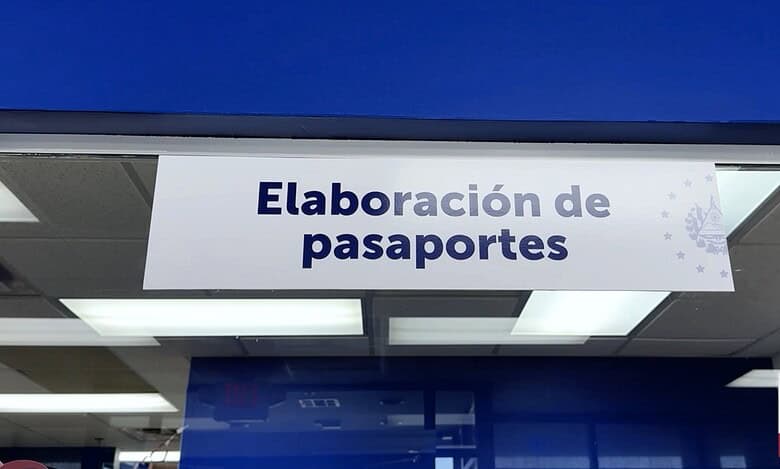 Elaboración de
pasaportes